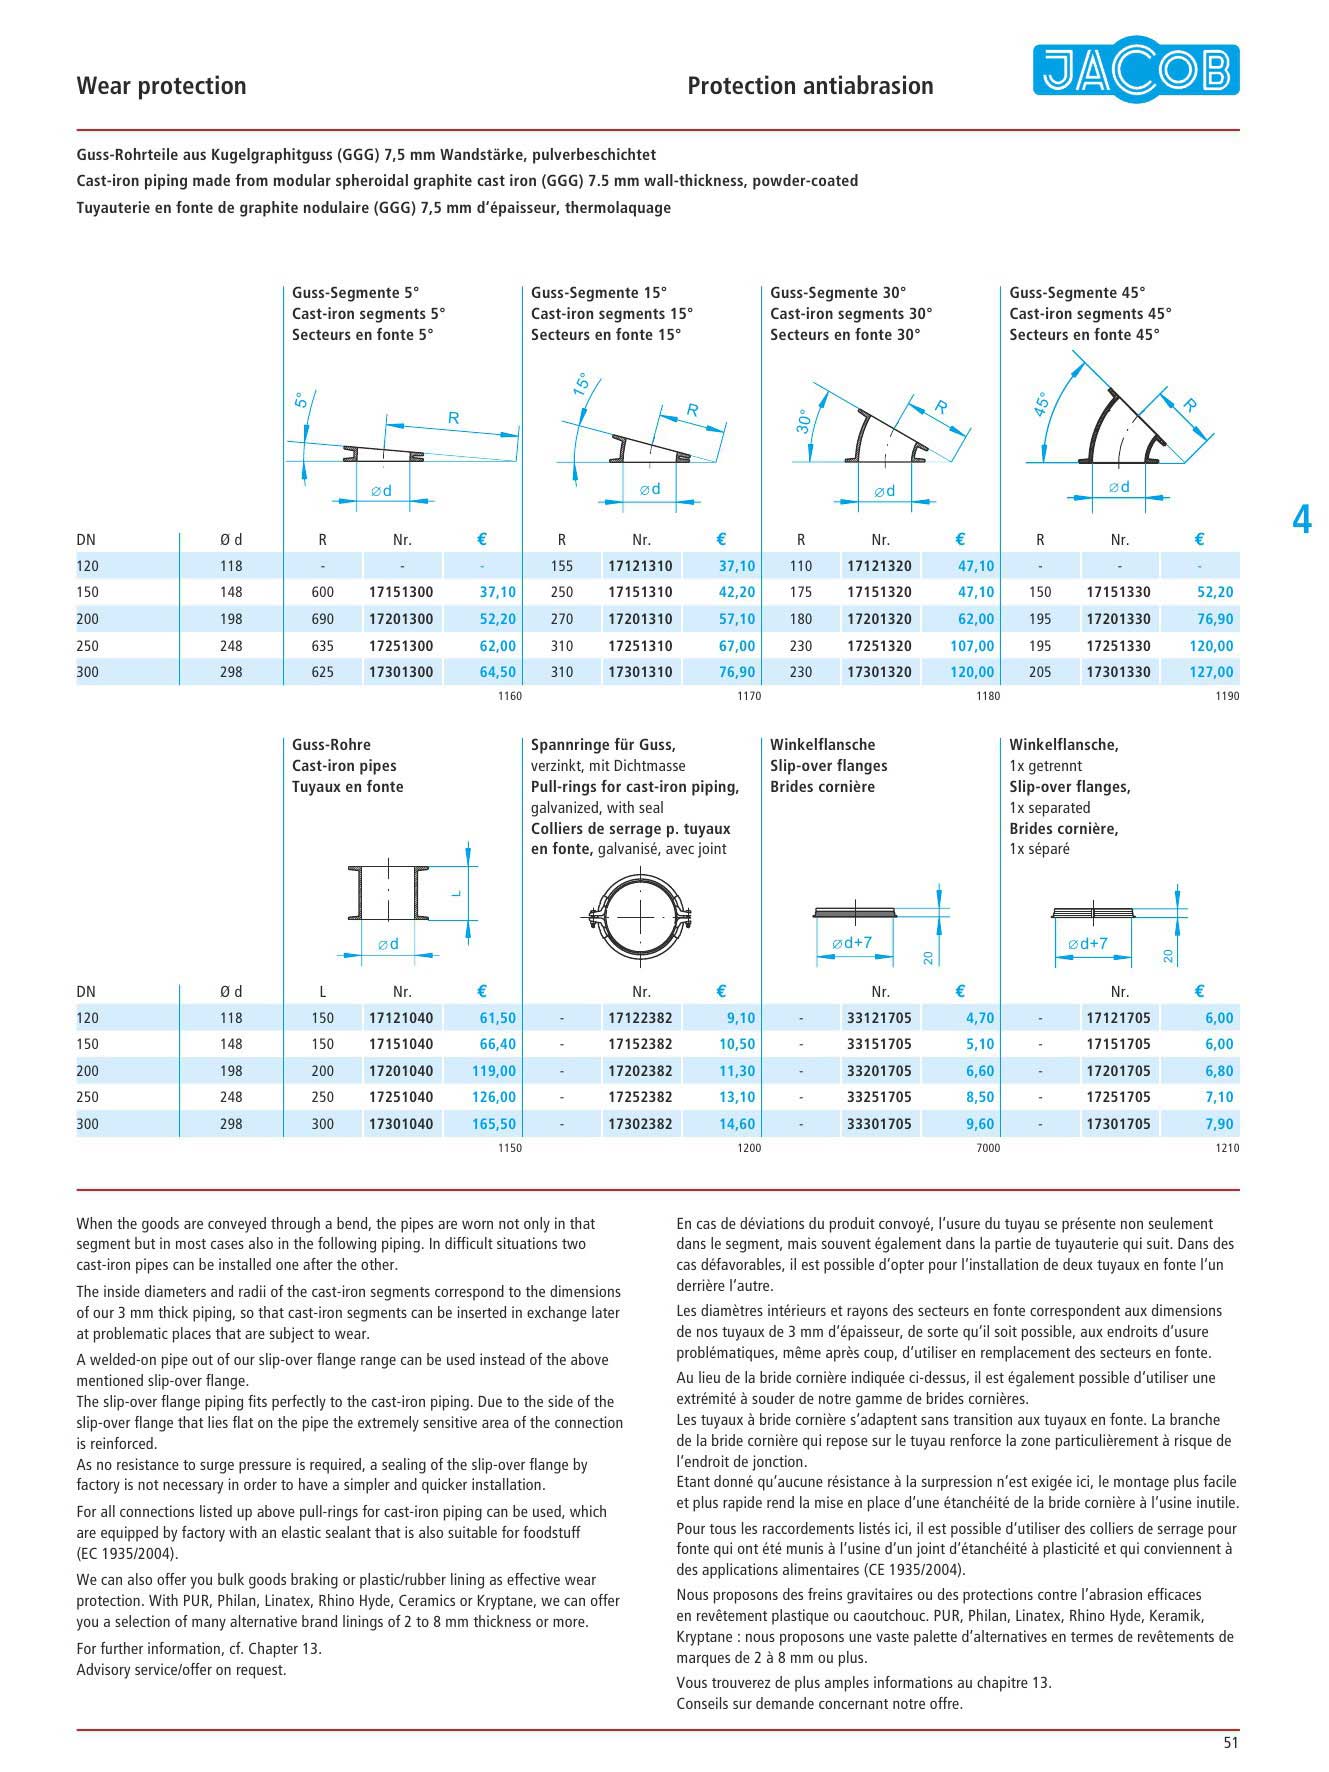 Wear protection
Protection antiabrasion
JACOB
Guss-Rohrteile aus Kugelgraphitguss (GGG) 7,5 mm Wandstärke, pulverbeschichtet
Cast-iron piping made from modular spheroidal graphite cast iron (GGG) 7.5 mm wall-thickness, powder-coated
Tuyauterie en fonte de graphite nodulaire (GGG) 7,5 mm d‘épaisseur, thermolaquage
Guss-Segmente 5°
Cast-iron segments 5°
Secteurs en fonte 5°
Guss-Segmente 15°
Cast-iron segments 15°
Secteurs en fonte 15°
Guss-Segmente 30°
Cast-iron segments 30°
Secteurs en fonte 30°
Guss-Segmente 45°
Cast-iron segments 45°
Secteurs en fonte 45°
5° R ⌀d
15° R ⌀d
30° R ⌀d
45° R ⌀d
4
DN Ø d R Nr. € R Nr. € R Nr. € R Nr. €
120 118 - - - 155 17121310 37,10 110 17121320 47,10 - - -
150 148 600 17151300 37,10 250 17151310 42,20 175 17151320 47,10 150 17151330 52,20
200 198 690 17201300 52,20 270 17201310 57,10 180 17201320 62,00 195 17201330 76,90
250 248 635 17251300 62,00 310 17251310 67,00 230 17251320 107,00 195 17251330 120,00
300 298 625 17301300 64,50 310 17301310 76,90 230 17301320 120,00 205 17301330 127,00
1160 1170 1180 1190
Guss-Rohre
Cast-iron pipes
Tuyaux en fonte
Spannringe für Guss,
verzinkt, mit Dichtmasse
Pull-rings for cast-iron piping,
galvanized, with seal
Colliers de serrage p. tuyaux
en fonte, galvanisé, avec joint
Winkelflansche
Slip-over flanges
Brides cornière
Winkelflansche,
1x getrennt
Slip-over flanges,
1x separated
Brides cornière,
1x séparé
L ⌀d
⌀d+7 20
⌀d+7 20
DN Ø d L Nr. € Nr. € Nr. € Nr. €
120 118 150 17121040 61,50 - 17122382 9,10 - 33121705 4,70 - 17121705 6,00
150 148 150 17151040 66,40 - 17152382 10,50 - 33151705 5,10 - 17151705 6,00
200 198 200 17201040 119,00 - 17202382 11,30 - 33201705 6,60 - 17201705 6,80
250 248 250 17251040 126,00 - 17252382 13,10 - 33251705 8,50 - 17251705 7,10
300 298 300 17301040 165,50 - 17302382 14,60 - 33301705 9,60 - 17301705 7,90
1150 1200 7000 1210
When the goods are conveyed through a bend, the pipes are worn not only in that
segment but in most cases also in the following piping. In difficult situations two
cast-iron pipes can be installed one after the other.
The inside diameters and radii of the cast-iron segments correspond to the dimensions
of our 3 mm thick piping, so that cast-iron segments can be inserted in exchange later
at problematic places that are subject to wear.
A welded-on pipe out of our slip-over flange range can be used instead of the above
mentioned slip-over flange.
The slip-over flange piping fits perfectly to the cast-iron piping. Due to the side of the
slip-over flange that lies flat on the pipe the extremely sensitive area of the connection
is reinforced.
As no resistance to surge pressure is required, a sealing of the slip-over flange by
factory is not necessary in order to have a simpler and quicker installation.
For all connections listed up above pull-rings for cast-iron piping can be used, which
are equipped by factory with an elastic sealant that is also suitable for foodstuff
(EC 1935/2004).
We can also offer you bulk goods braking or plastic/rubber lining as effective wear
protection. With PUR, Philan, Linatex, Rhino Hyde, Ceramics or Kryptane, we can offer
you a selection of many alternative brand linings of 2 to 8 mm thickness or more.
For further information, cf. Chapter 13.
Advisory service/offer on request.
En cas de déviations du produit convoyé, l‘usure du tuyau se présente non seulement
dans le segment, mais souvent également dans la partie de tuyauterie qui suit. Dans des
cas défavorables, il est possible d‘opter pour l‘installation de deux tuyaux en fonte l‘un
derrière l‘autre.
Les diamètres intérieurs et rayons des secteurs en fonte correspondent aux dimensions
de nos tuyaux de 3 mm d‘épaisseur, de sorte qu‘il soit possible, aux endroits d‘usure
problématiques, même après coup, d‘utiliser en remplacement des secteurs en fonte.
Au lieu de la bride cornière indiquée ci-dessus, il est également possible d‘utiliser une
extrémité à souder de notre gamme de brides cornières.
Les tuyaux à bride cornière s‘adaptent sans transition aux tuyaux en fonte. La branche
de la bride cornière qui repose sur le tuyau renforce la zone particulièrement à risque de
l‘endroit de jonction.
Etant donné qu‘aucune résistance à la surpression n‘est exigée ici, le montage plus facile
et plus rapide rend la mise en place d‘une étanchéité de la bride cornière à l‘usine inutile.
Pour tous les raccordements listés ici, il est possible d‘utiliser des colliers de serrage pour
fonte qui ont été munis à l‘usine d‘un joint d‘étanchéité à plasticité et qui conviennent à
des applications alimentaires (CE 1935/2004).
Nous proposons des freins gravitaires ou des protections contre l‘abrasion efficaces
en revêtement plastique ou caoutchouc. PUR, Philan, Linatex, Rhino Hyde, Keramik,
Kryptane : nous proposons une vaste palette d‘alternatives en termes de revêtements de
marques de 2 à 8 mm ou plus.
Vous trouverez de plus amples informations au chapitre 13.
Conseils sur demande concernant notre offre.
51